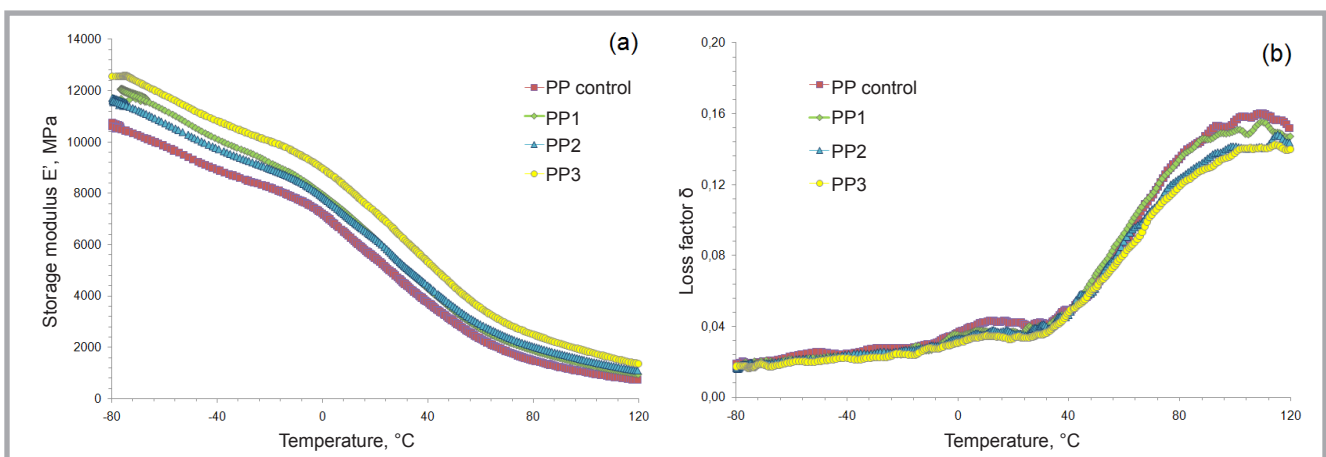 (a)
Storage modulus E', MPa
14000
12000
10000
8000
6000
4000
2000
0
-80
-40
0
40
80
120
Temperature, °C
PP control
PP1
PP2
PP3
(b)
Loss factor δ
0,20
0,16
0,12
0,08
0,04
0,00
-80
-40
0
40
80
120
Temperature, °C
PP control
PP1
PP2
PP3